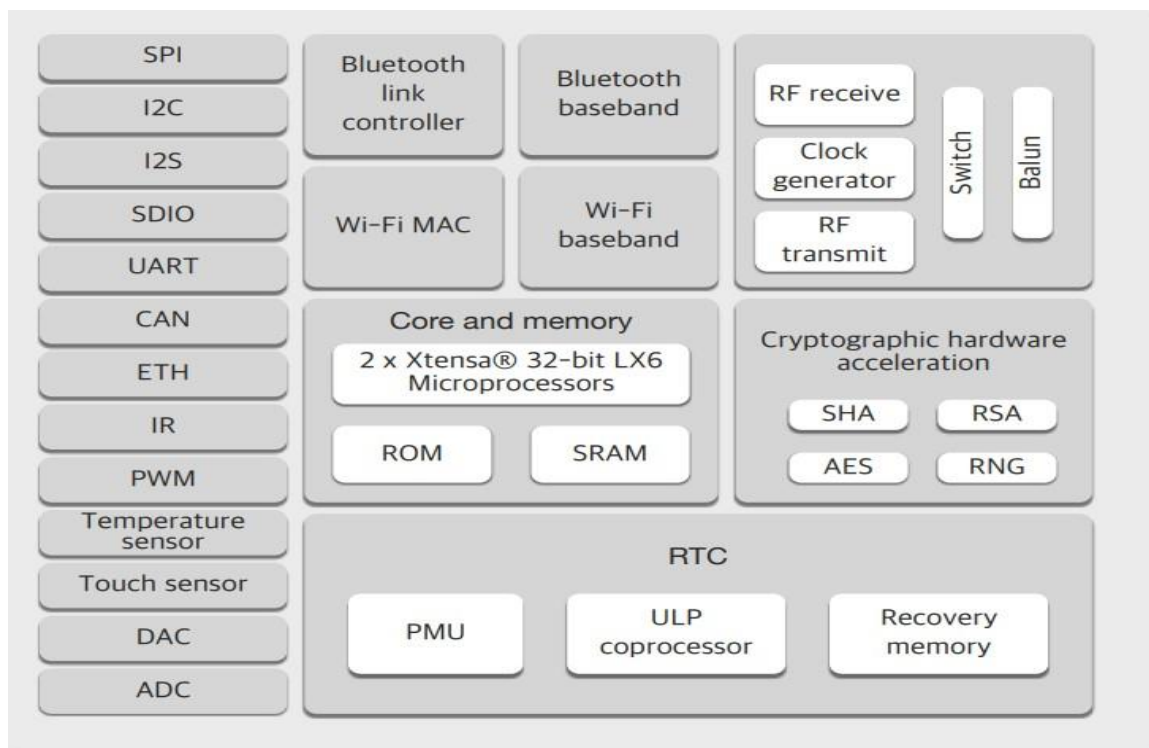 SPI
I2C
I2S
SDIO
UART
CAN
ETH
IR
PWM
Temperature
sensor
Touch sensor
DAC
ADC
Bluetooth
link
controller
Bluetooth
baseband
Wi-Fi MAC
Wi-Fi
baseband
RF receive
Clock
generator
RF
transmit
Switch
Balun
Core and memory
2 x Xtensa® 32-bit LX6
Microprocessors
ROM
SRAM
Cryptographic hardware
acceleration
SHA
RSA
AES
RNG
RTC
PMU
ULP
coprocessor
Recovery
memory